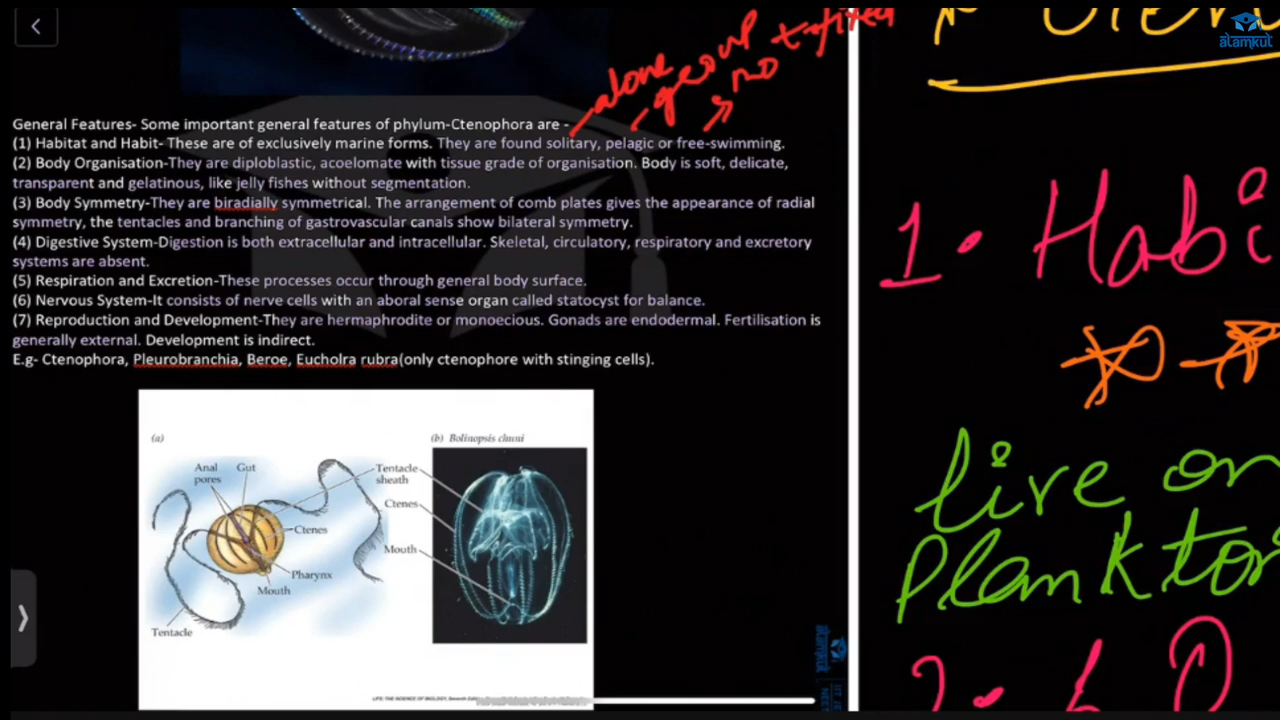 alamkut
alone
group
no
General Features- Some important general features of phylum-Ctenophora are -
(1) Habitat and Habit- These are of exclusively marine forms. They are found solitary, pelagic or free-swimming.
(2) Body Organisation-They are diploblastic, acoelomate with tissue grade of organisation. Body is soft, delicate,
transparent and gelatinous, like jelly fishes without segmentation.
(3) Body Symmetry-They are biradially symmetrical. The arrangement of comb plates gives the appearance of radial
symmetry, the tentacles and branching of gastrovascular canals show bilateral symmetry.
(4) Digestive System-Digestion is both extracellular and intracellular. Skeletal, circulatory, respiratory and excretory
systems are absent.
(5) Respiration and Excretion-These processes occur through general body surface.
(6) Nervous System-It consists of nerve cells with an aboral sense organ called statocyst for balance.
(7) Reproduction and Development-They are hermaphrodite or monoecious. Gonads are endodermal. Fertilisation is
generally external. Development is indirect.
E.g- Ctenophora, Pleurobranchia, Beroe, Eucholra rubra(only ctenophore with stinging cells).
(a)
Anal pores
Gut
Ctenes
Pharynx
Mouth
Tentacle
(b) Bolinopsis chuni
Tentacle sheath
Ctenes
Mouth
1. Habi
live on
Plankton
2.
alamkut